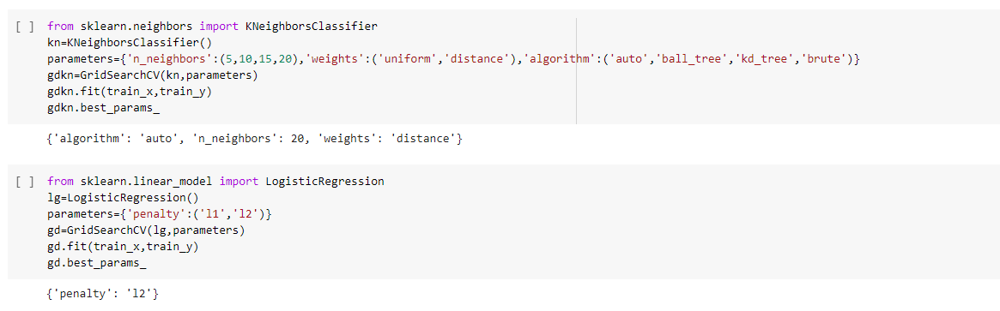 [ ] from sklearn.neighbors import KNeighborsClassifier
kn=KNeighborsClassifier()
parameters={'n_neighbors':(5,10,15,20),'weights':('uniform','distance'),'algorithm':('auto','ball_tree','kd_tree','brute')}
gdkn=GridSearchCV(kn,parameters)
gdkn.fit(train_x,train_y)
gdkn.best_params_
{'algorithm': 'auto', 'n_neighbors': 20, 'weights': 'distance'}
[ ] from sklearn.linear_model import LogisticRegression
lg=LogisticRegression()
parameters={'penalty':('l1','l2')}
gd=GridSearchCV(lg,parameters)
gd.fit(train_x,train_y)
gd.best_params_
{'penalty': 'l2'}